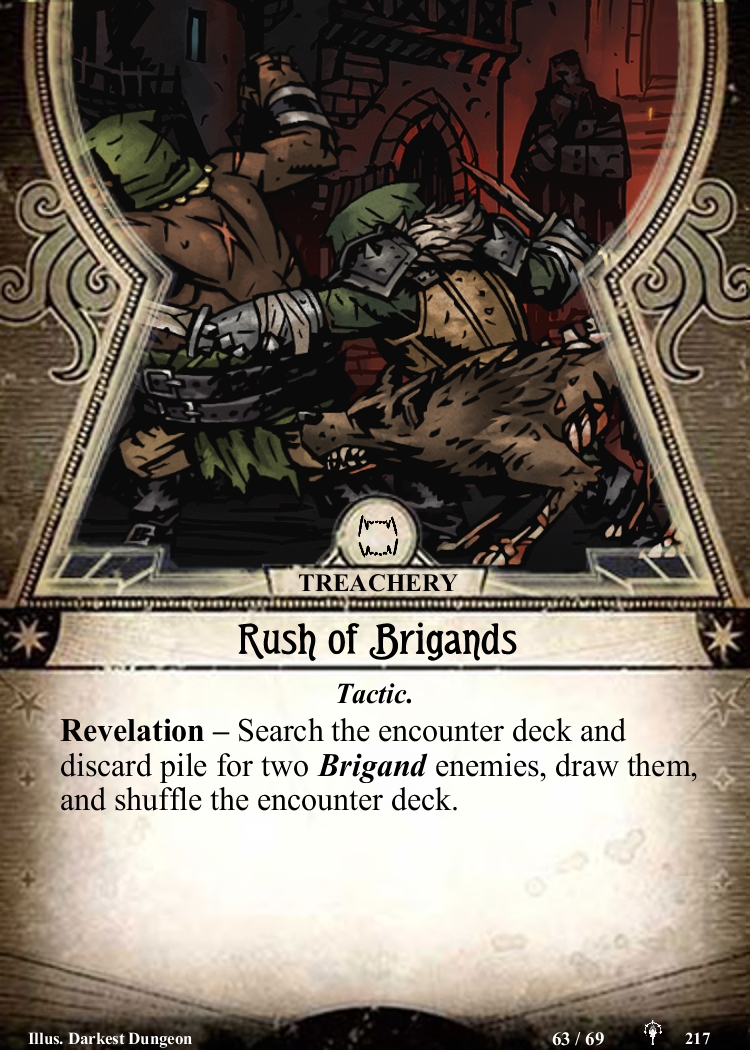 TREACHERY
Rush of Brigands
Tactic.
Revelation – Search the encounter deck and
discard pile for two Brigand enemies, draw them,
and shuffle the encounter deck.
Illus. Darkest Dungeon 63 / 69 217